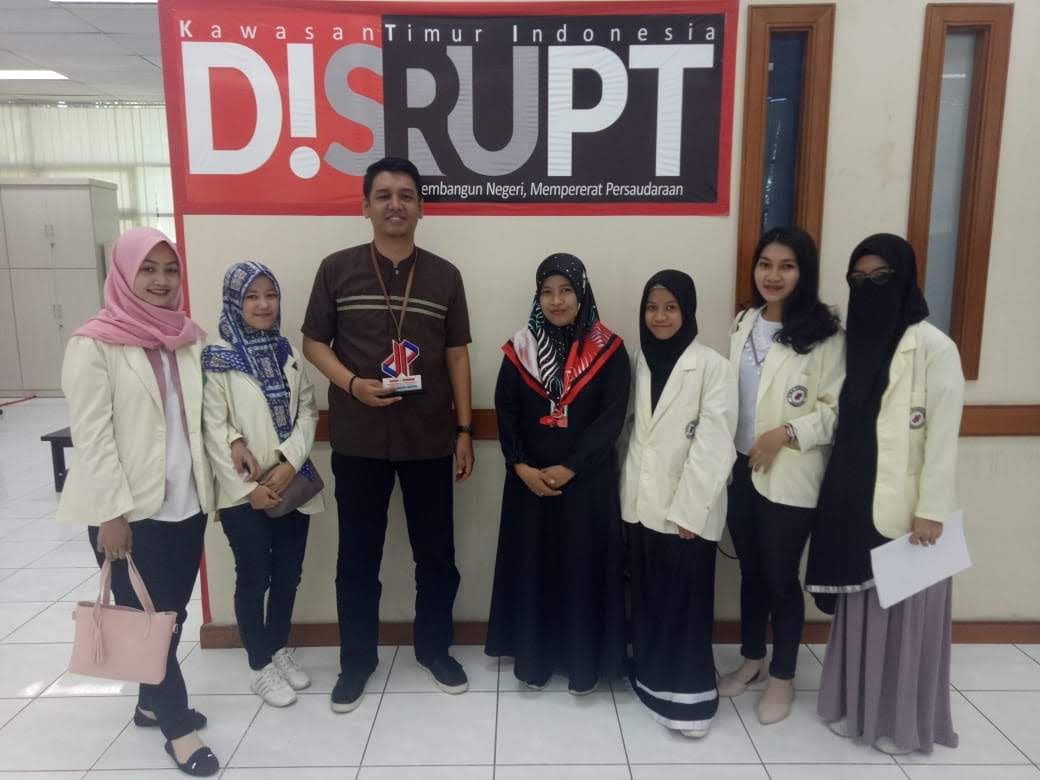 Kawasan Timur Indonesia
D!SRUPT
embangun Negeri, Mempererat Persaudaraan